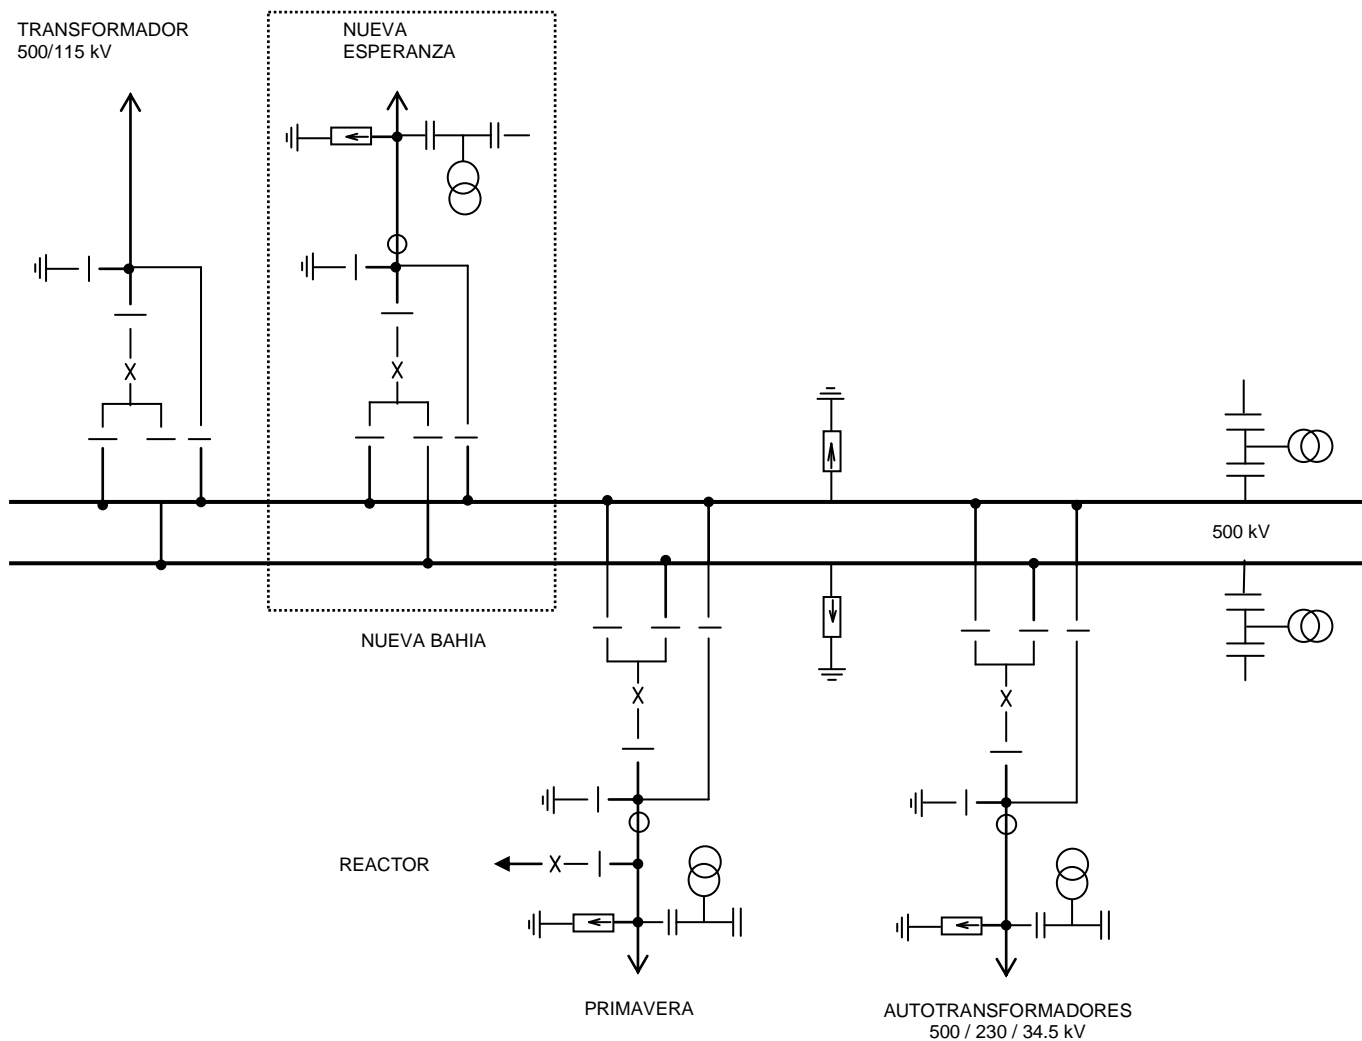 TRANSFORMADOR
500/115 kV
NUEVA
ESPERANZA
500 kV
NUEVA BAHIA
REACTOR
PRIMAVERA
AUTOTRANSFORMADORES
500 / 230 / 34.5 kV